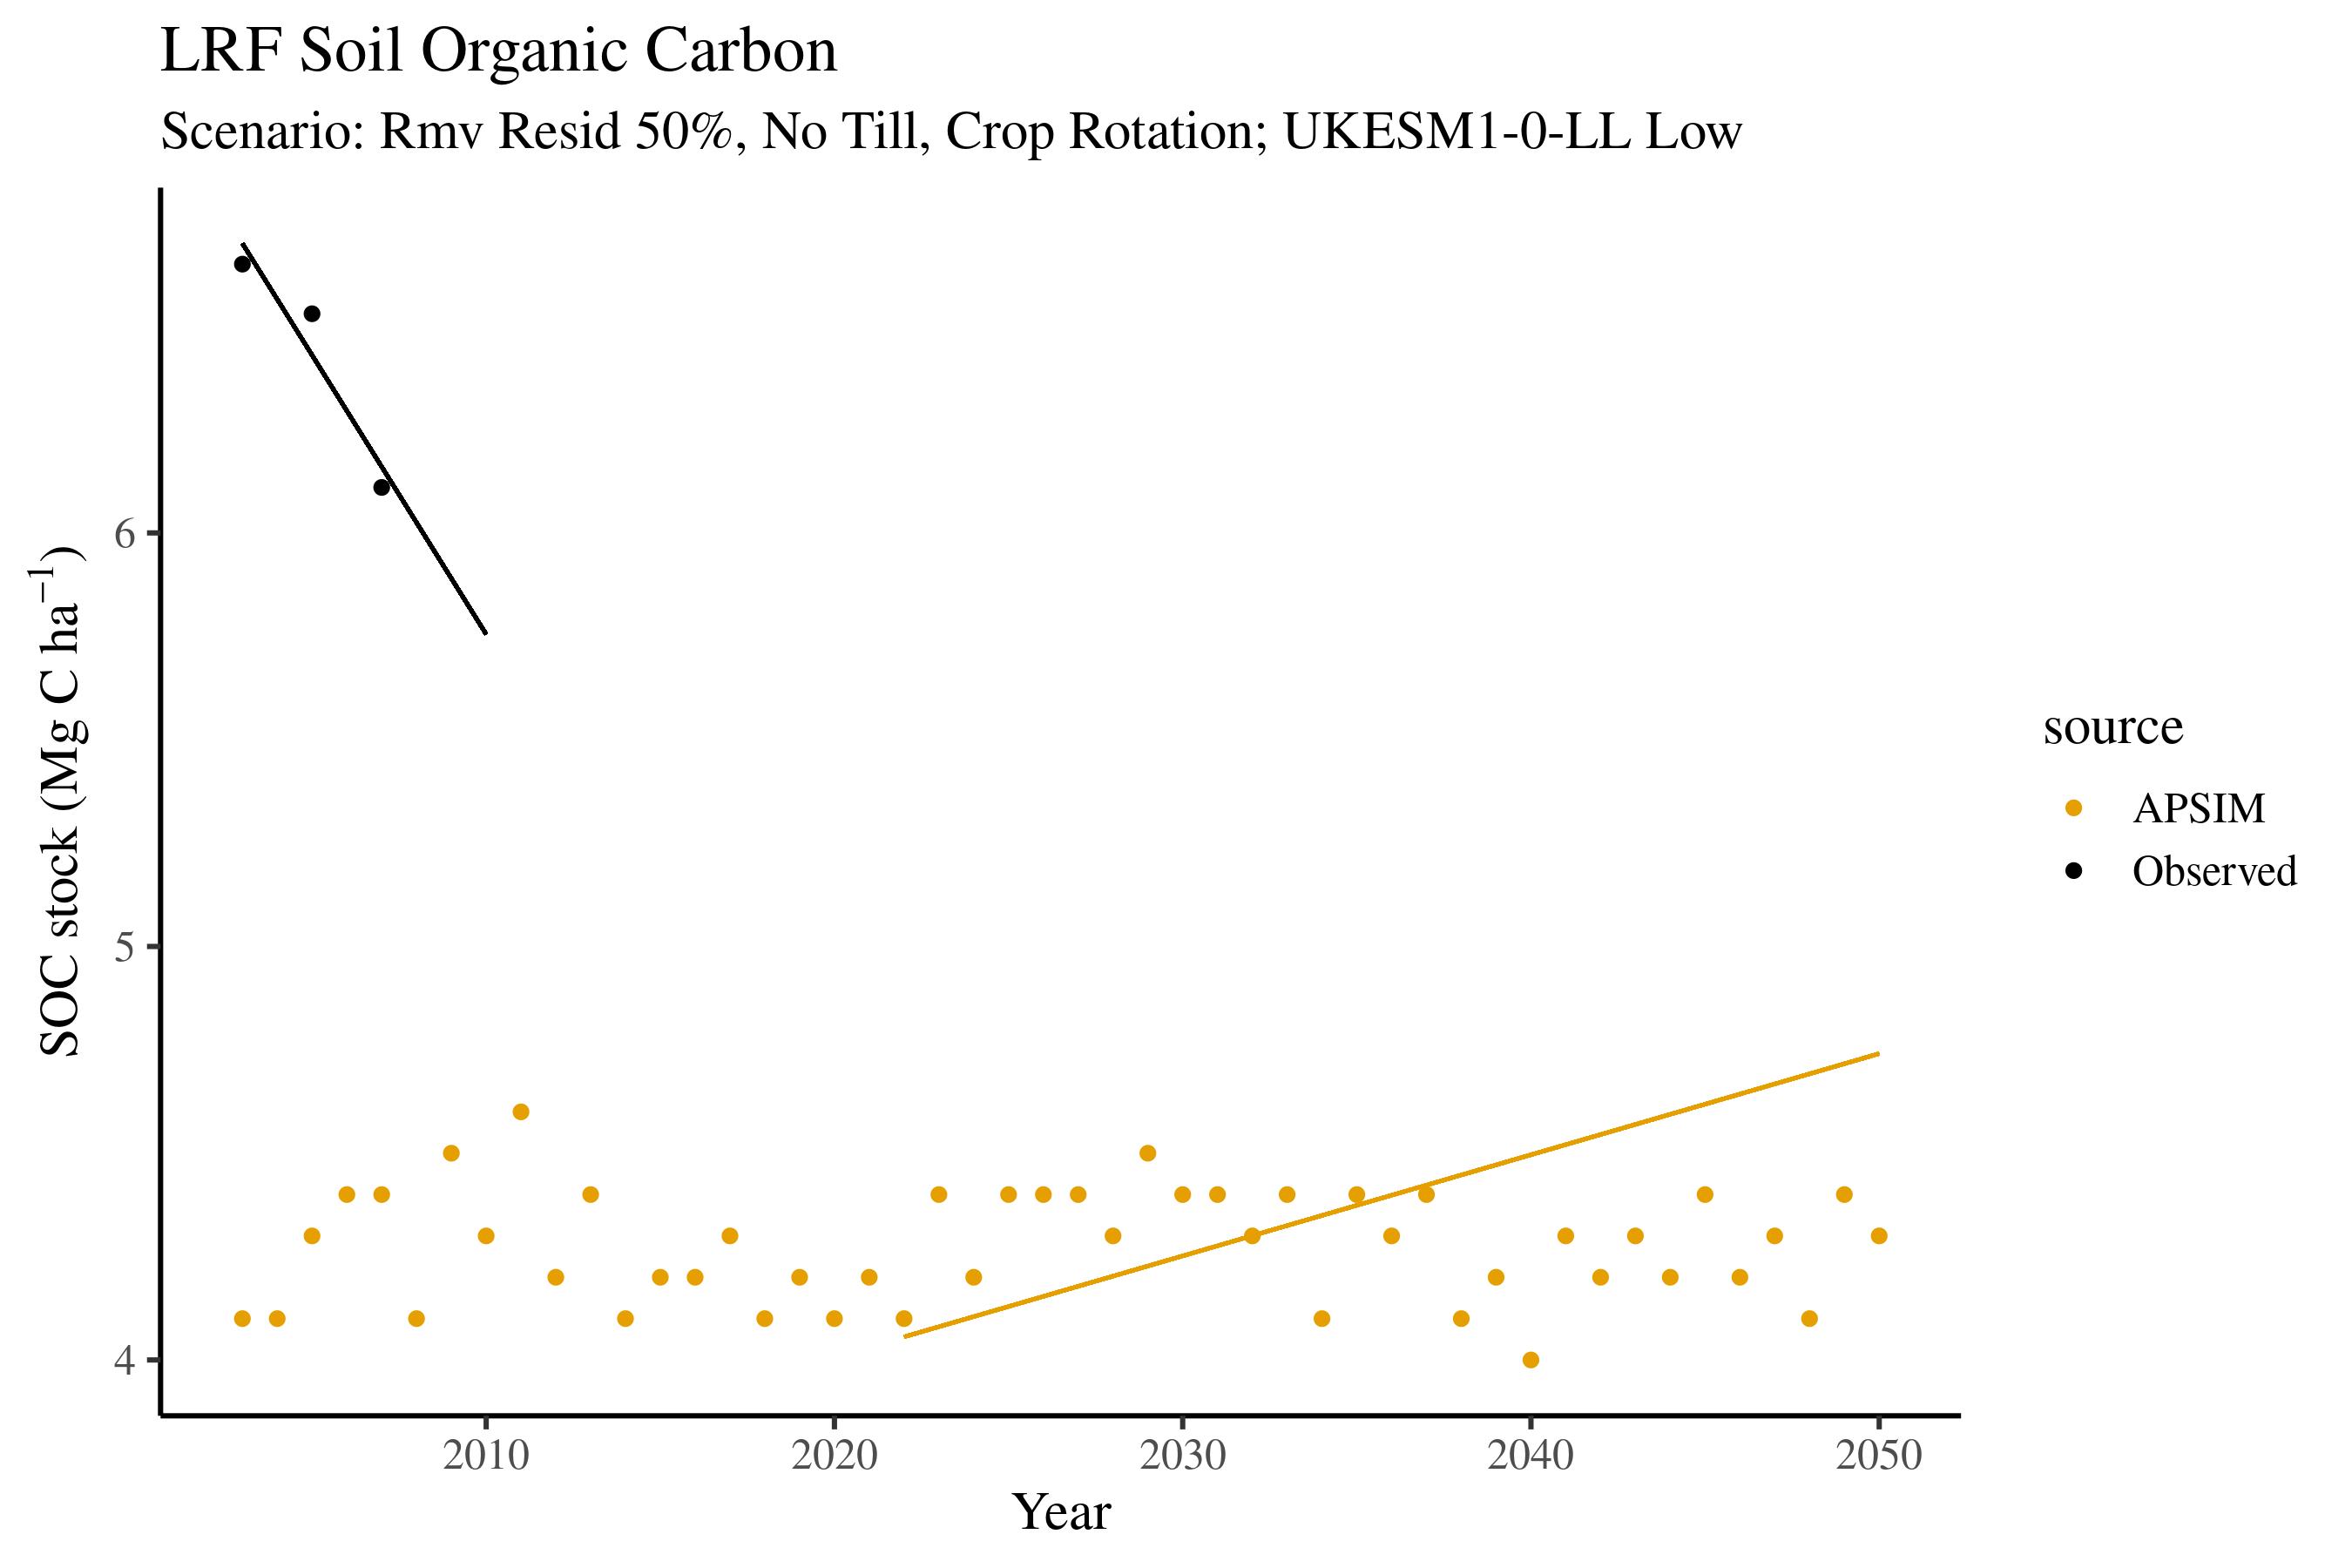 LRF Soil Organic Carbon
Scenario: Rmv Resid 50%, No Till, Crop Rotation; UKESM1-0-LL Low
SOC stock (Mg C ha⁻¹)
6
5
4
2010 2020 2030 2040 2050
Year
source
APSIM
Observed